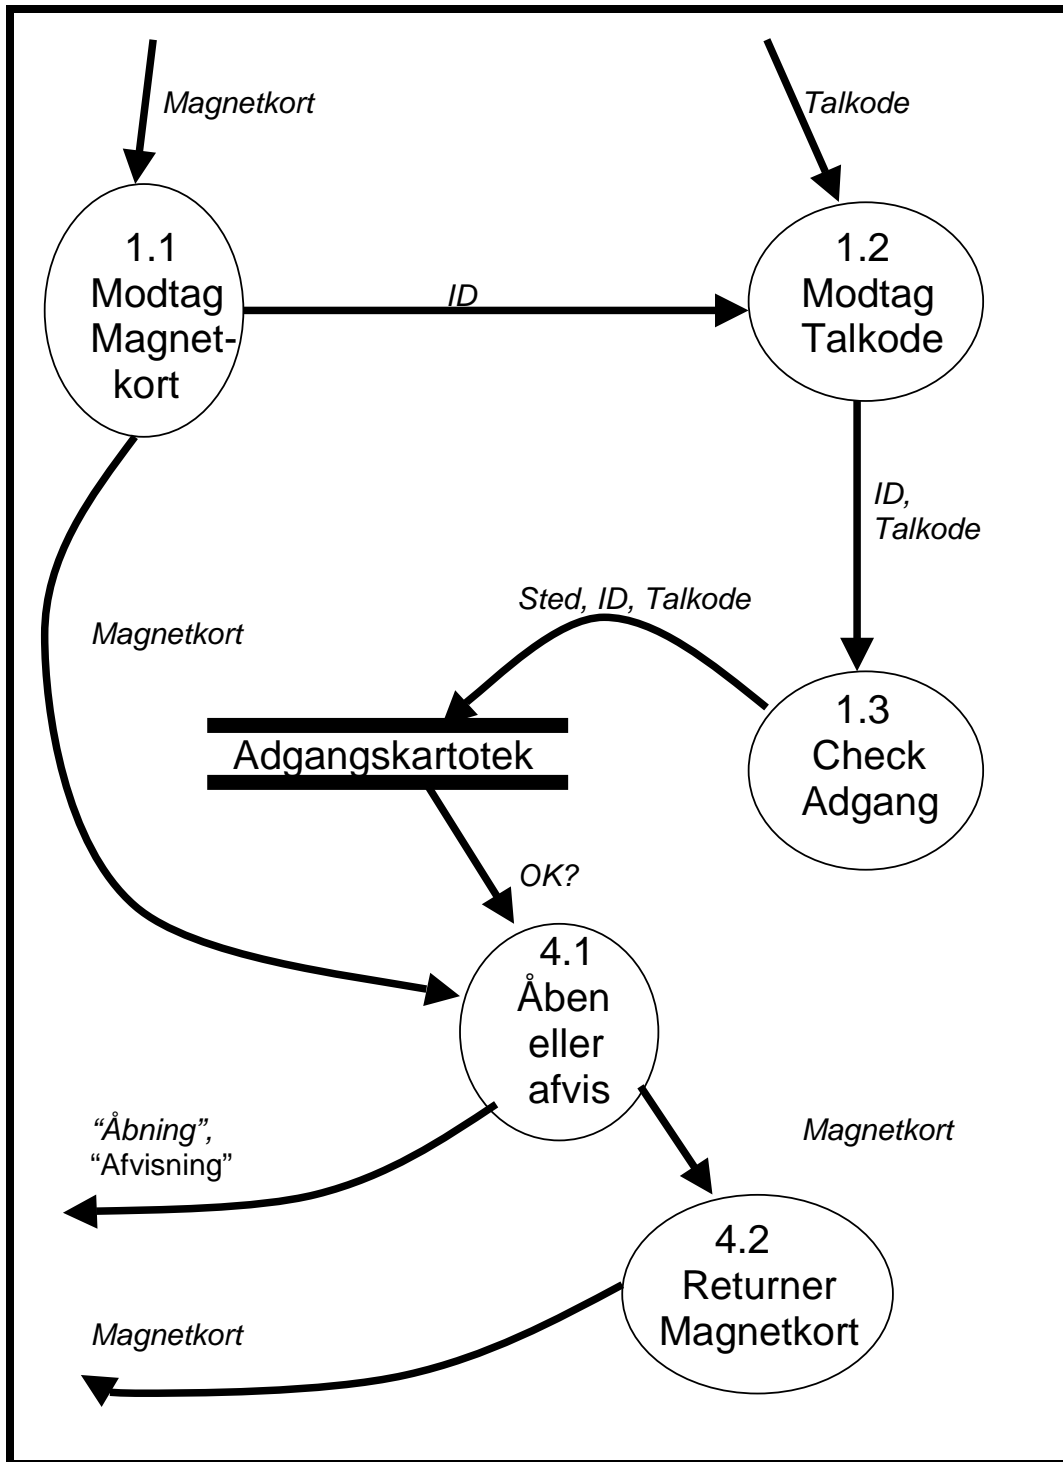 Magnetkort
Talkode
1.1
Modtag
Magnet-
kort
ID
1.2
Modtag
Talkode
ID,
Talkode
Sted, ID, Talkode
Magnetkort
Adgangskartotek
1.3
Check
Adgang
OK?
4.1
Åben
eller
afvis
“Åbning”,
“Afvisning”
Magnetkort
4.2
Returner
Magnetkort
Magnetkort